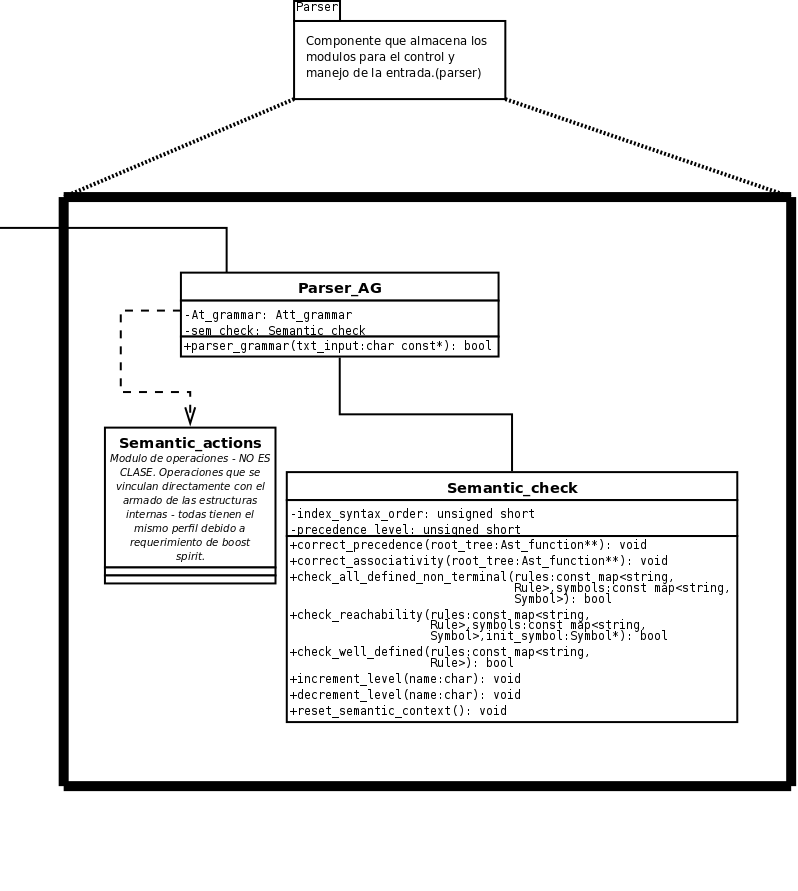 Parser
Componente que almacena los
modulos para el control y
manejo de la entrada.(parser)
Parser_AG
-At_grammar: Att_grammar
-sem_check: Semantic_check
+parser_grammar(txt_input:char const*): bool
Semantic_actions
Modulo de operaciones - NO ES
CLASE. Operaciones que se
vinculan directamente con el
armado de las estructuras
internas - todas tienen el
mismo perfil debido a
requerimiento de boost
spirit.
Semantic_check
-index_syntax_order: unsigned short
-precedence_level: unsigned short
+correct_precedence(root_tree:Ast_function**): void
+correct_associativity(root_tree:Ast_function**): void
+check_all_defined_non_terminal(rules:const map<string,
Rule>,symbols:const map<string,
Symbol>): bool
+check_reachability(rules:const map<string,
Rule>,symbols:const map<string,
Symbol>,init_symbol:Symbol*): bool
+check_well_defined(rules:const map<string,
Rule>): bool
+increment_level(name:char): void
+decrement_level(name:char): void
+reset_semantic_context(): void